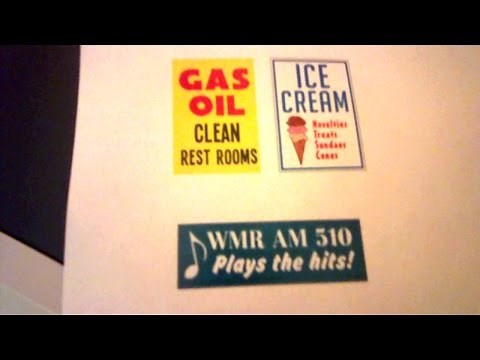 GAS
OIL
CLEAN
REST ROOMS
ICE
CREAM
Novelties
Treats
Sundaes
Cones
WMR AM 510
Plays the hits!